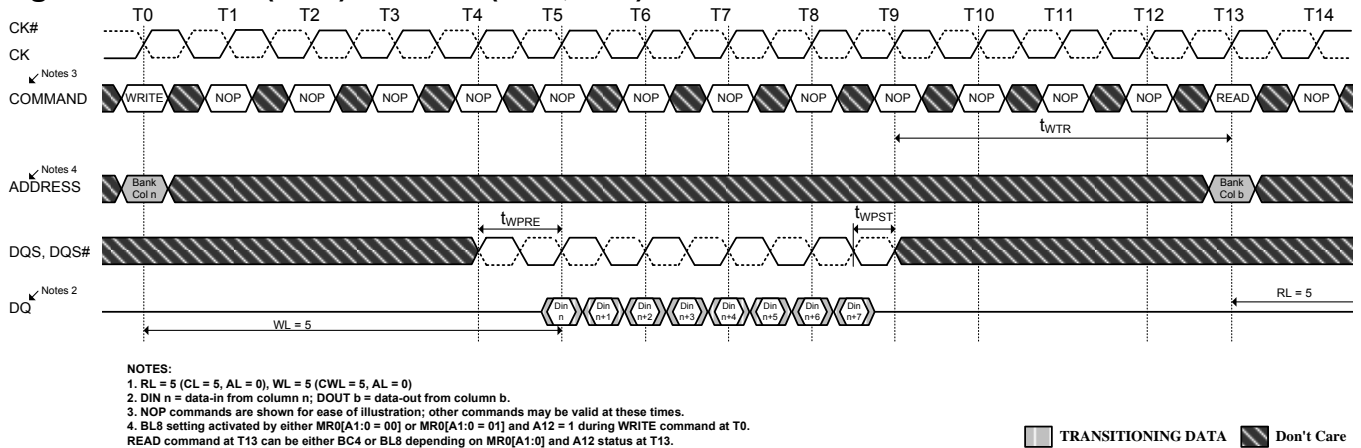 T0 T1 T2 T3 T4 T5 T6 T7 T8 T9 T10 T11 T12 T13 T14
CK#
CK
Notes 3
COMMAND WRITE NOP NOP NOP NOP NOP NOP NOP NOP NOP NOP NOP NOP READ NOP
tWTR
Notes 4
ADDRESS Bank Col n Bank Col b
tWPRE tWPST
DQS, DQS#
Notes 2
DQ Din n Din n+1 Din n+2 Din n+3 Din n+4 Din n+5 Din n+6 Din n+7 RL = 5
WL = 5
NOTES:
1. RL = 5 (CL = 5, AL = 0), WL = 5 (CWL = 5, AL = 0)
2. DIN n = data-in from column n; DOUT b = data-out from column b.
3. NOP commands are shown for ease of illustration; other commands may be valid at these times.
4. BL8 setting activated by either MR0[A1:0 = 00] or MR0[A1:0 = 01] and A12 = 1 during WRITE command at T0.
READ command at T13 can be either BC4 or BL8 depending on MR0[A1:0] and A12 status at T13.
TRANSITIONING DATA Don't Care